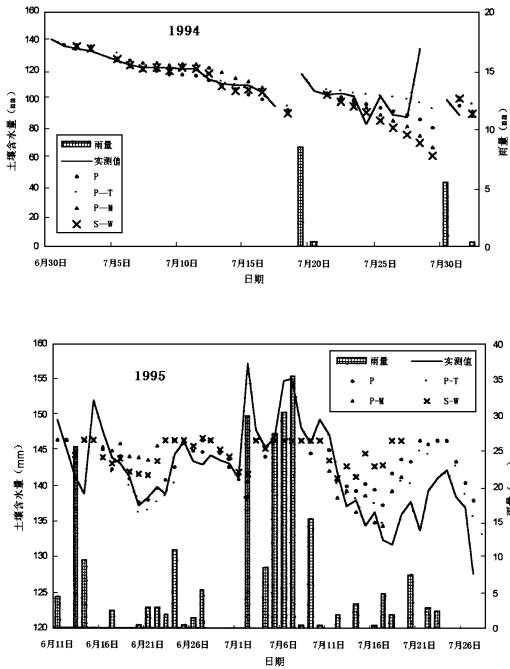 1994
土壤含水量 (mm)
雨量 (mm)
160
140
120
100
80
60
40
20
0
20
15
10
5
0
雨量
实测值
P
P—T
P—M
S—W
6月30日
7月5日
7月10日
7月15日
7月20日
7月25日
7月30日
日期
1995
土壤含水量 (mm)
160
155
150
145
140
135
130
125
120
40
35
30
25
20
15
10
5
0
雨量
实测值
P
P-T
P-M
S-W
6月11日
6月16日
6月21日
6月26日
7月1日
7月6日
7月11日
7月16日
7月21日
7月26日
日期